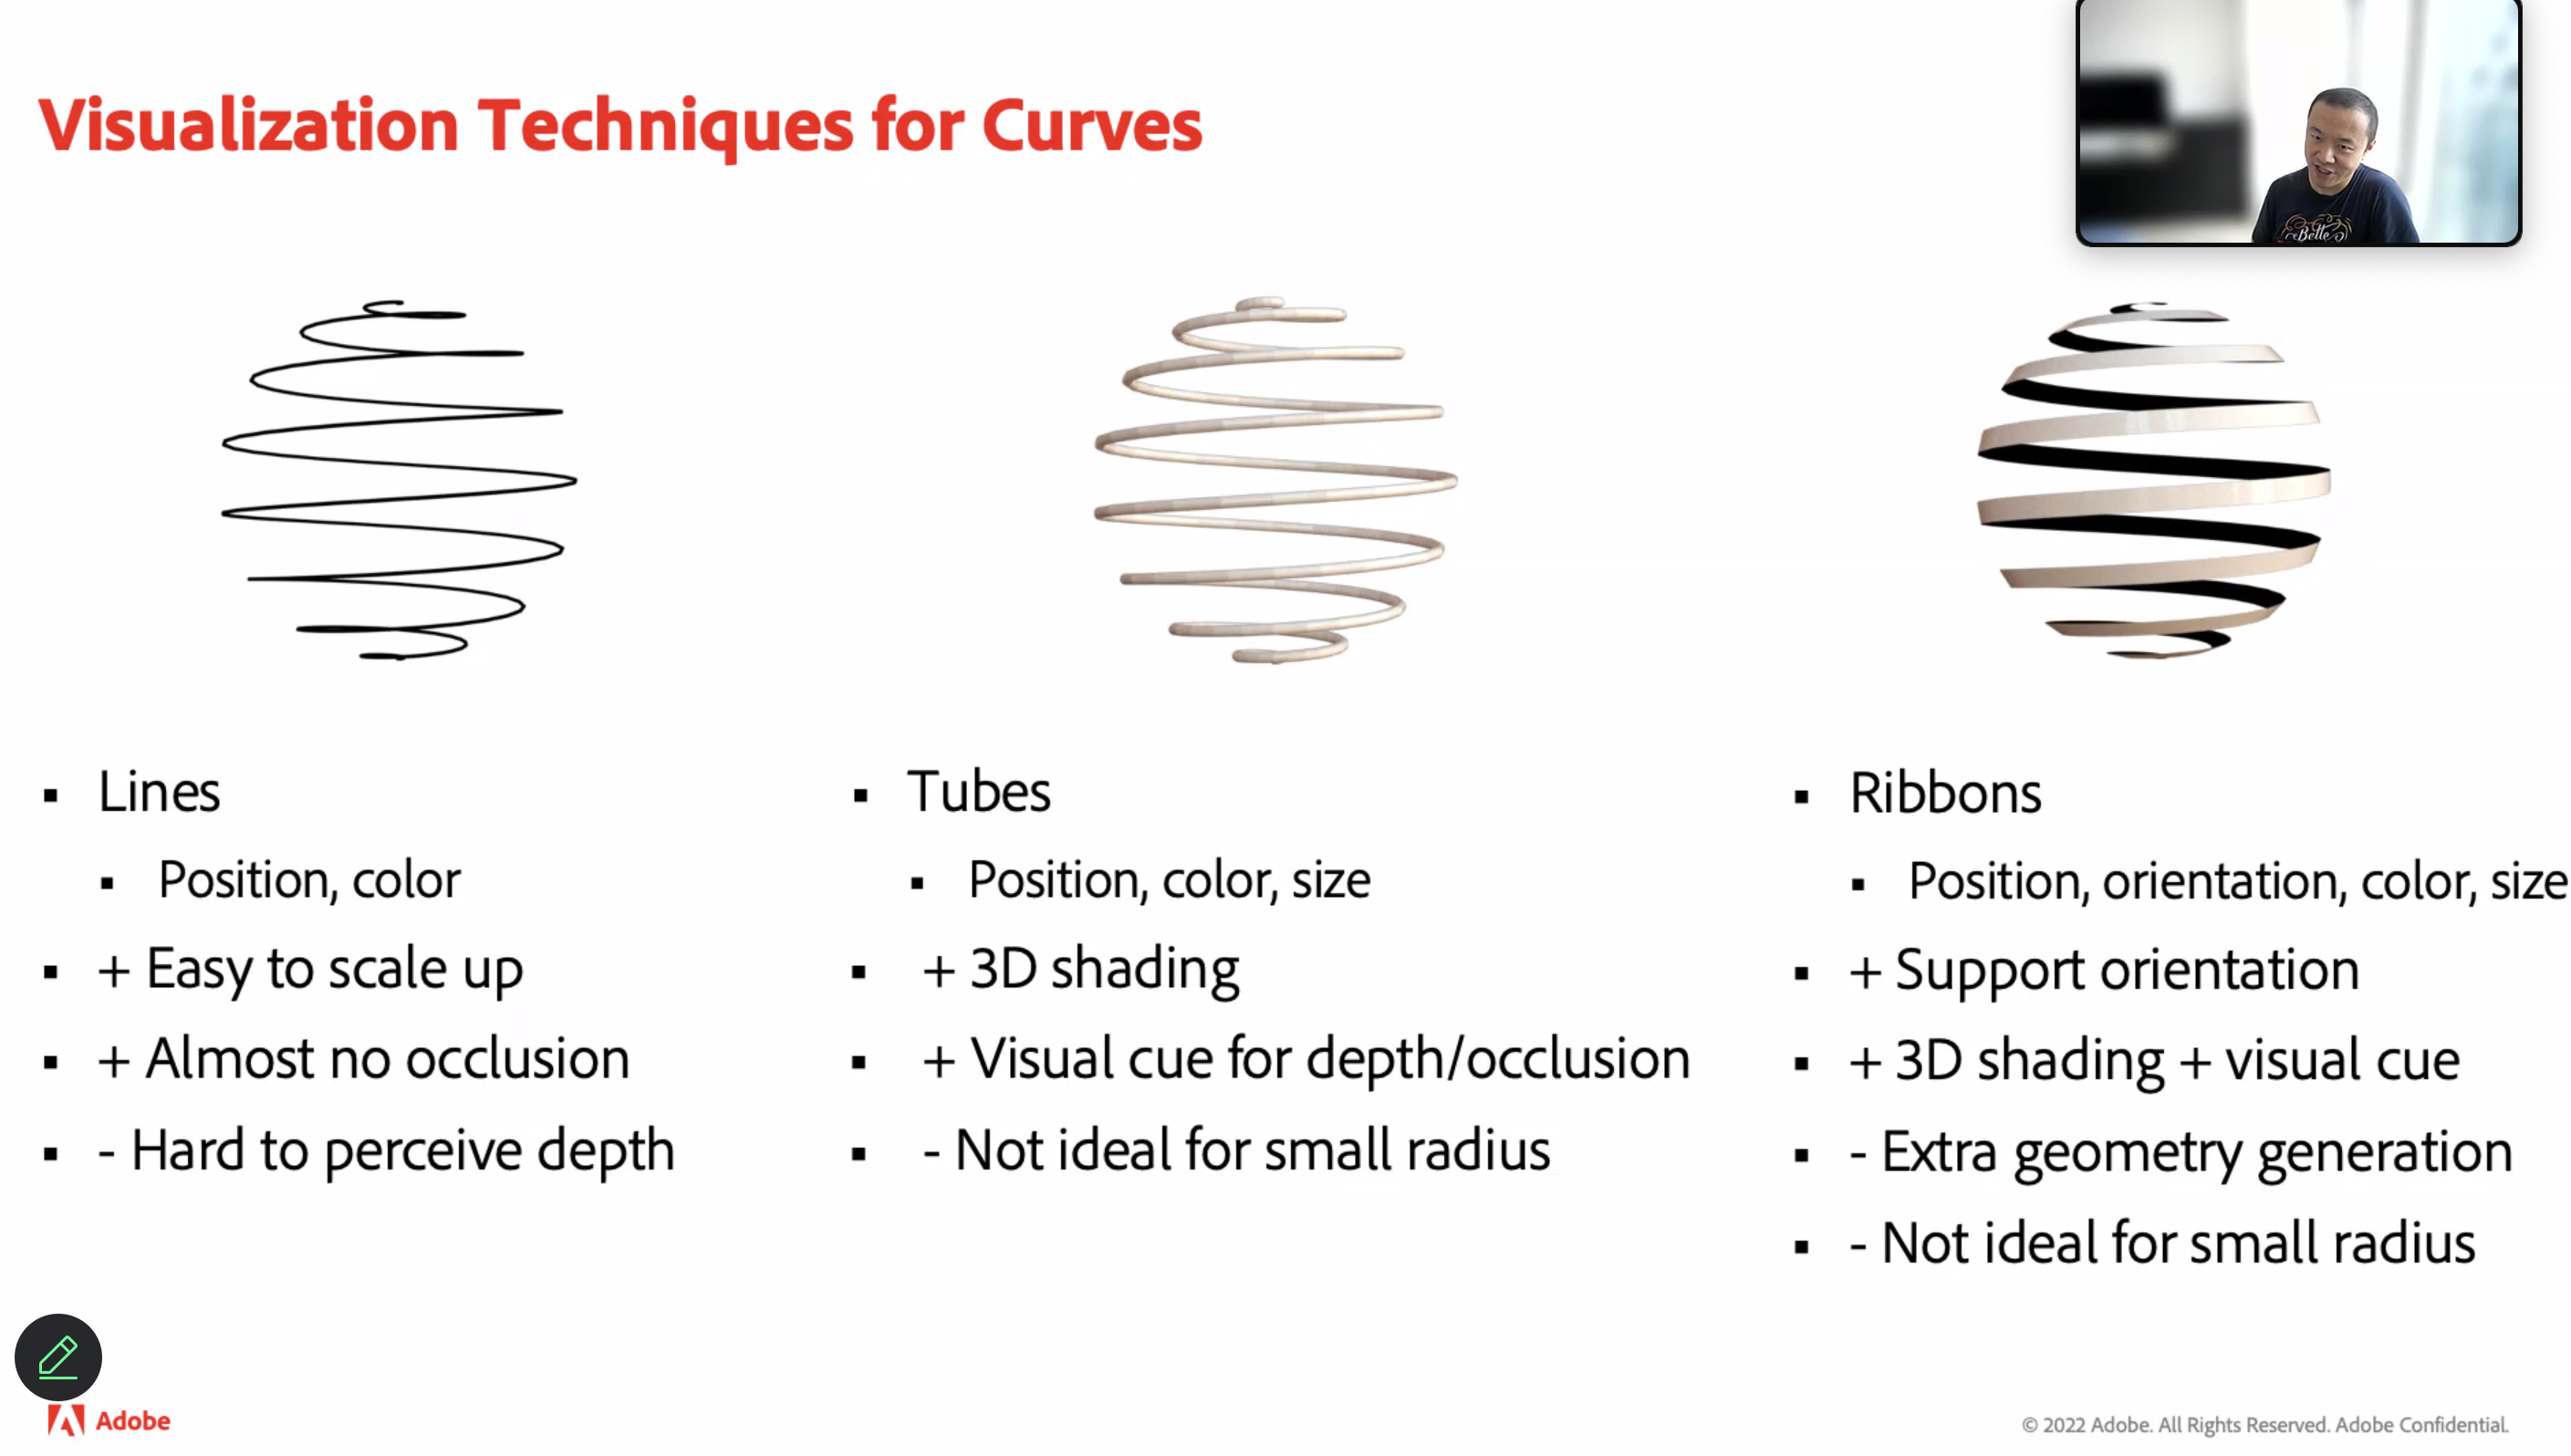 Visualization Techniques for Curves
Belle
▪ Lines
▪ Position, color
▪ + Easy to scale up
▪ + Almost no occlusion
▪ - Hard to perceive depth
▪ Tubes
▪ Position, color, size
▪ + 3D shading
▪ + Visual cue for depth/occlusion
▪ - Not ideal for small radius
▪ Ribbons
▪ Position, orientation, color, size
▪ + Support orientation
▪ + 3D shading + visual cue
▪ - Extra geometry generation
▪ - Not ideal for small radius
Adobe
© 2022 Adobe. All Rights Reserved. Adobe Confidential.